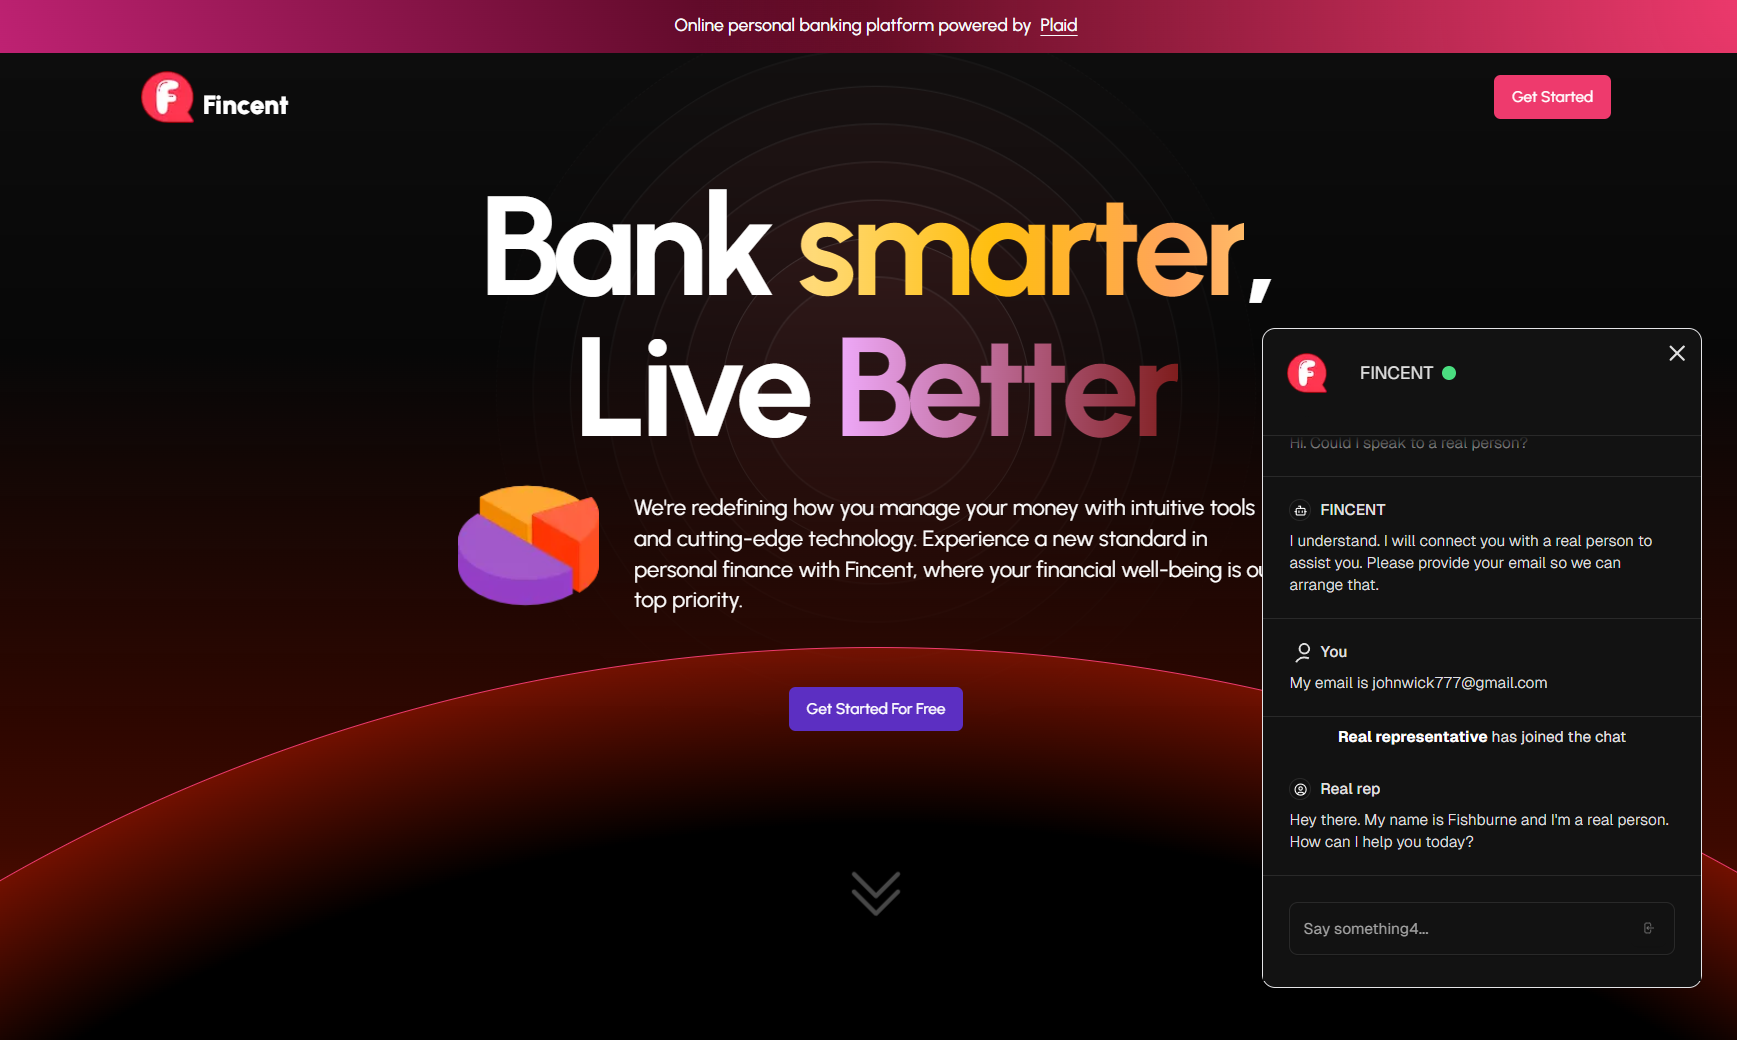 Online personal banking platform powered by Plaid
F Fincent
Get Started
Bank smarter,
Live Better
We're redefining how you manage your money with intuitive tools
and cutting-edge technology. Experience a new standard in
personal finance with Fincent, where your financial well-being is
top priority.
Get Started For Free
F FINCENT
Hi. Could I speak to a real person?
FINCENT
I understand. I will connect you with a real person to
assist you. Please provide your email so we can
arrange that.
You
My email is johnwick777@gmail.com
Real representative has joined the chat
Real rep
Hey there. My name is Fishburne and I'm a real person.
How can I help you today?
Say something4...